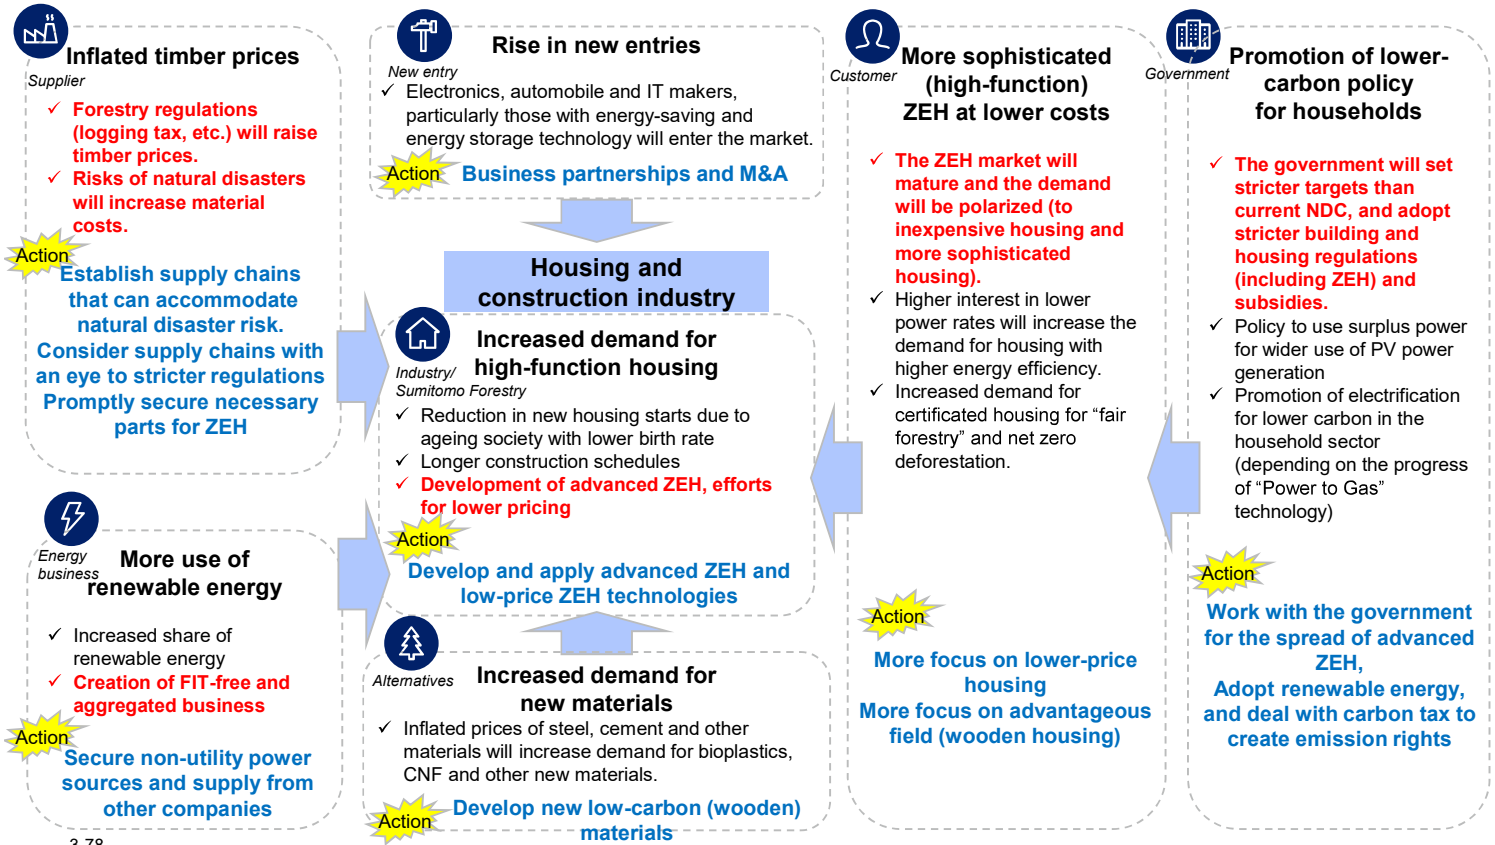 Inflated timber prices
Supplier
✓ Forestry regulations
(logging tax, etc.) will raise
timber prices.
✓ Risks of natural disasters
will increase material
costs.
Action
Establish supply chains
that can accommodate
natural disaster risk.
Consider supply chains with
an eye to stricter regulations
Promptly secure necessary
parts for ZEH
Energy
business
More use of
renewable energy
✓ Increased share of
renewable energy
✓ Creation of FIT-free and
aggregated business
Action
Secure non-utility power
sources and supply from
other companies
3-78
Rise in new entries
New entry
✓ Electronics, automobile and IT makers,
particularly those with energy-saving and
energy storage technology will enter the market.
Action
Business partnerships and M&A
Housing and
construction industry
Increased demand for
high-function housing
Industry/
Sumitomo Forestry
✓ Reduction in new housing starts due to
ageing society with lower birth rate
✓ Longer construction schedules
✓ Development of advanced ZEH, efforts
for lower pricing
Action
Develop and apply advanced ZEH and
low-price ZEH technologies
Alternatives
Increased demand for
new materials
✓ Inflated prices of steel, cement and other
materials will increase demand for bioplastics,
CNF and other new materials.
Action
Develop new low-carbon (wooden)
materials
Customer
More sophisticated
(high-function)
ZEH at lower costs
✓ The ZEH market will
mature and the demand
will be polarized (to
inexpensive housing and
more sophisticated
housing).
✓ Higher interest in lower
power rates will increase the
demand for housing with
higher energy efficiency.
✓ Increased demand for
certificated housing for “fair
forestry” and net zero
deforestation.
Action
More focus on lower-price
housing
More focus on advantageous
field (wooden housing)
Government
Promotion of lower-
carbon policy
for households
✓ The government will set
stricter targets than
current NDC, and adopt
stricter building and
housing regulations
(including ZEH) and
subsidies.
✓ Policy to use surplus power
for wider use of PV power
generation
✓ Promotion of electrification
for lower carbon in the
household sector
(depending on the progress
of “Power to Gas”
technology)
Action
Work with the government
for the spread of advanced
ZEH,
Adopt renewable energy,
and deal with carbon tax to
create emission rights